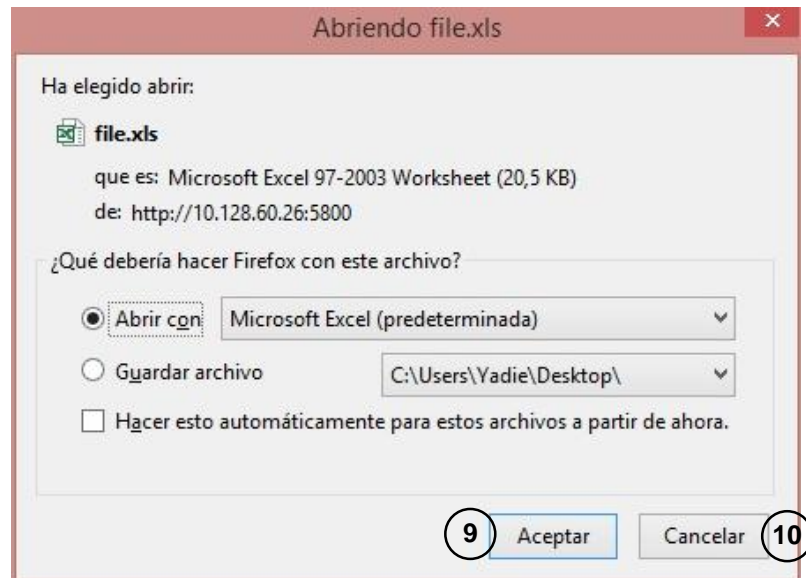 Abriendo file.xls
Ha elegido abrir:
file.xls
que es: Microsoft Excel 97-2003 Worksheet (20,5 KB)
de: http://10.128.60.26:5800
¿Qué debería hacer Firefox con este archivo?
Abrir con Microsoft Excel (predeterminada)
Guardar archivo C:\Users\Yadie\Desktop\
Hacer esto automáticamente para estos archivos a partir de ahora.
9 Aceptar Cancelar 10